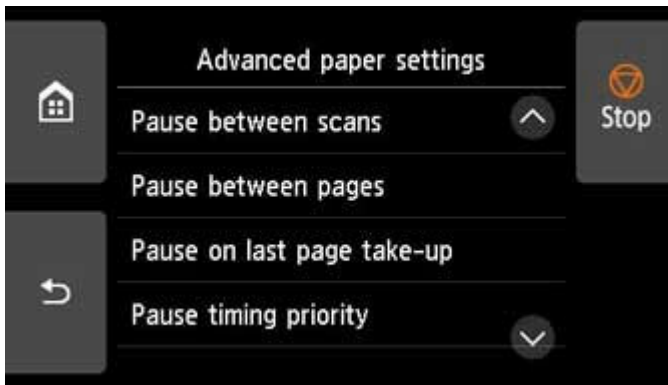 Advanced paper settings
Pause between scans
Stop
Pause between pages
Pause on last page take-up
Pause timing priority